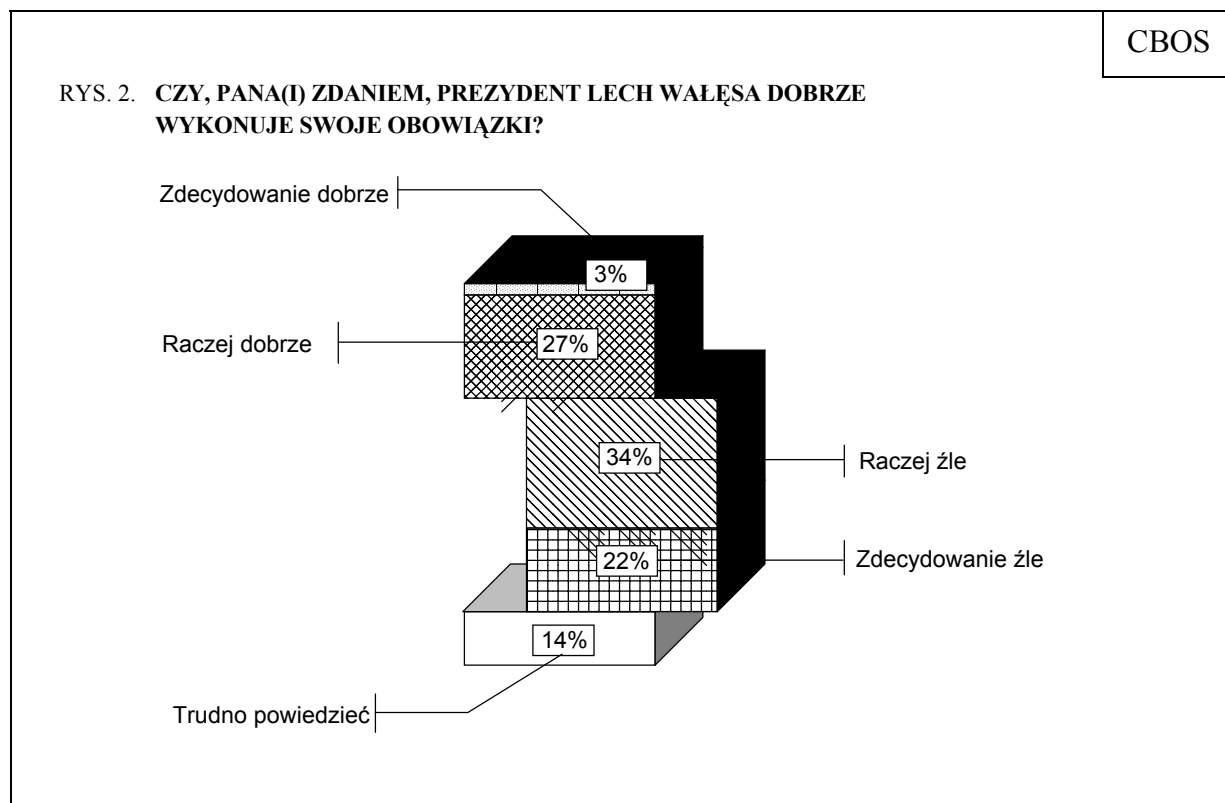 CBOS
RYS. 2. CZY, PANA(I) ZDANIEM, PREZYDENT LECH WAŁĘSA DOBRZE
WYKONUJE SWOJE OBOWIĄZKI?
Zdecydowanie dobrze
3%
Raczej dobrze
27%
34%
Raczej źle
22%
Zdecydowanie źle
14%
Trudno powiedzieć